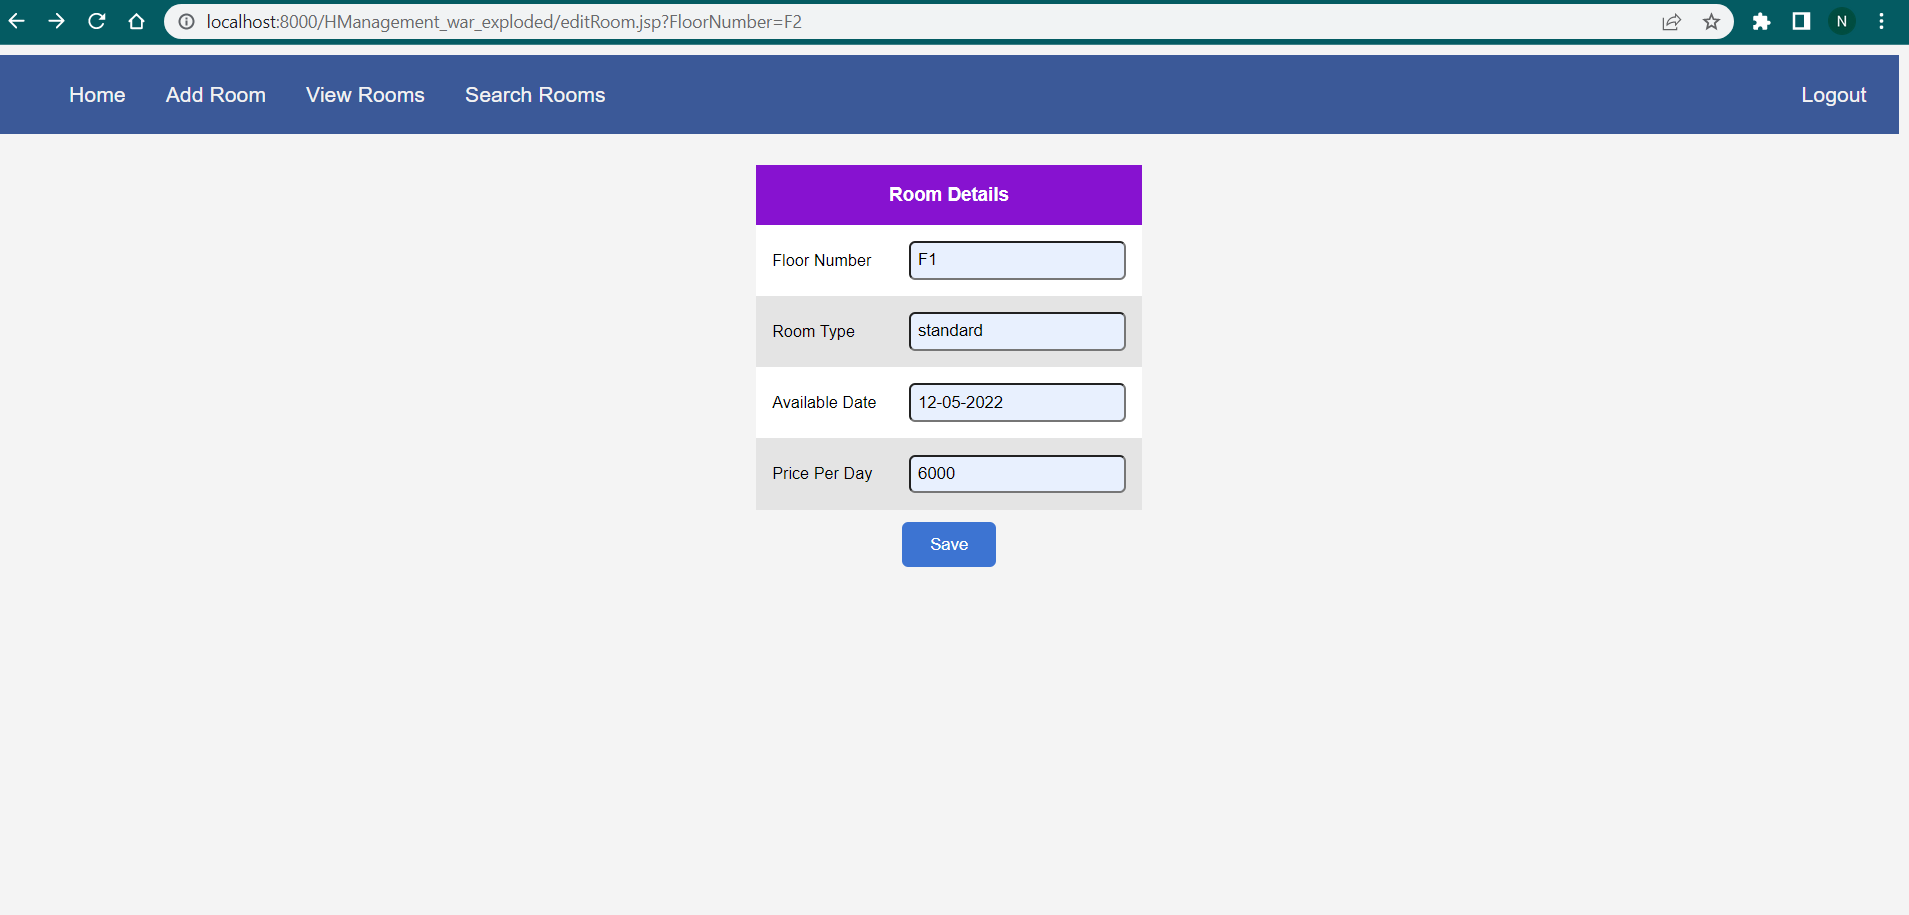 localhost:8000/HManagement_war_exploded/editRoom.jsp?FloorNumber=F2 N
Home Add Room View Rooms Search Rooms Logout
Room Details
Floor Number F1
Room Type standard
Available Date 12-05-2022
Price Per Day 6000
Save